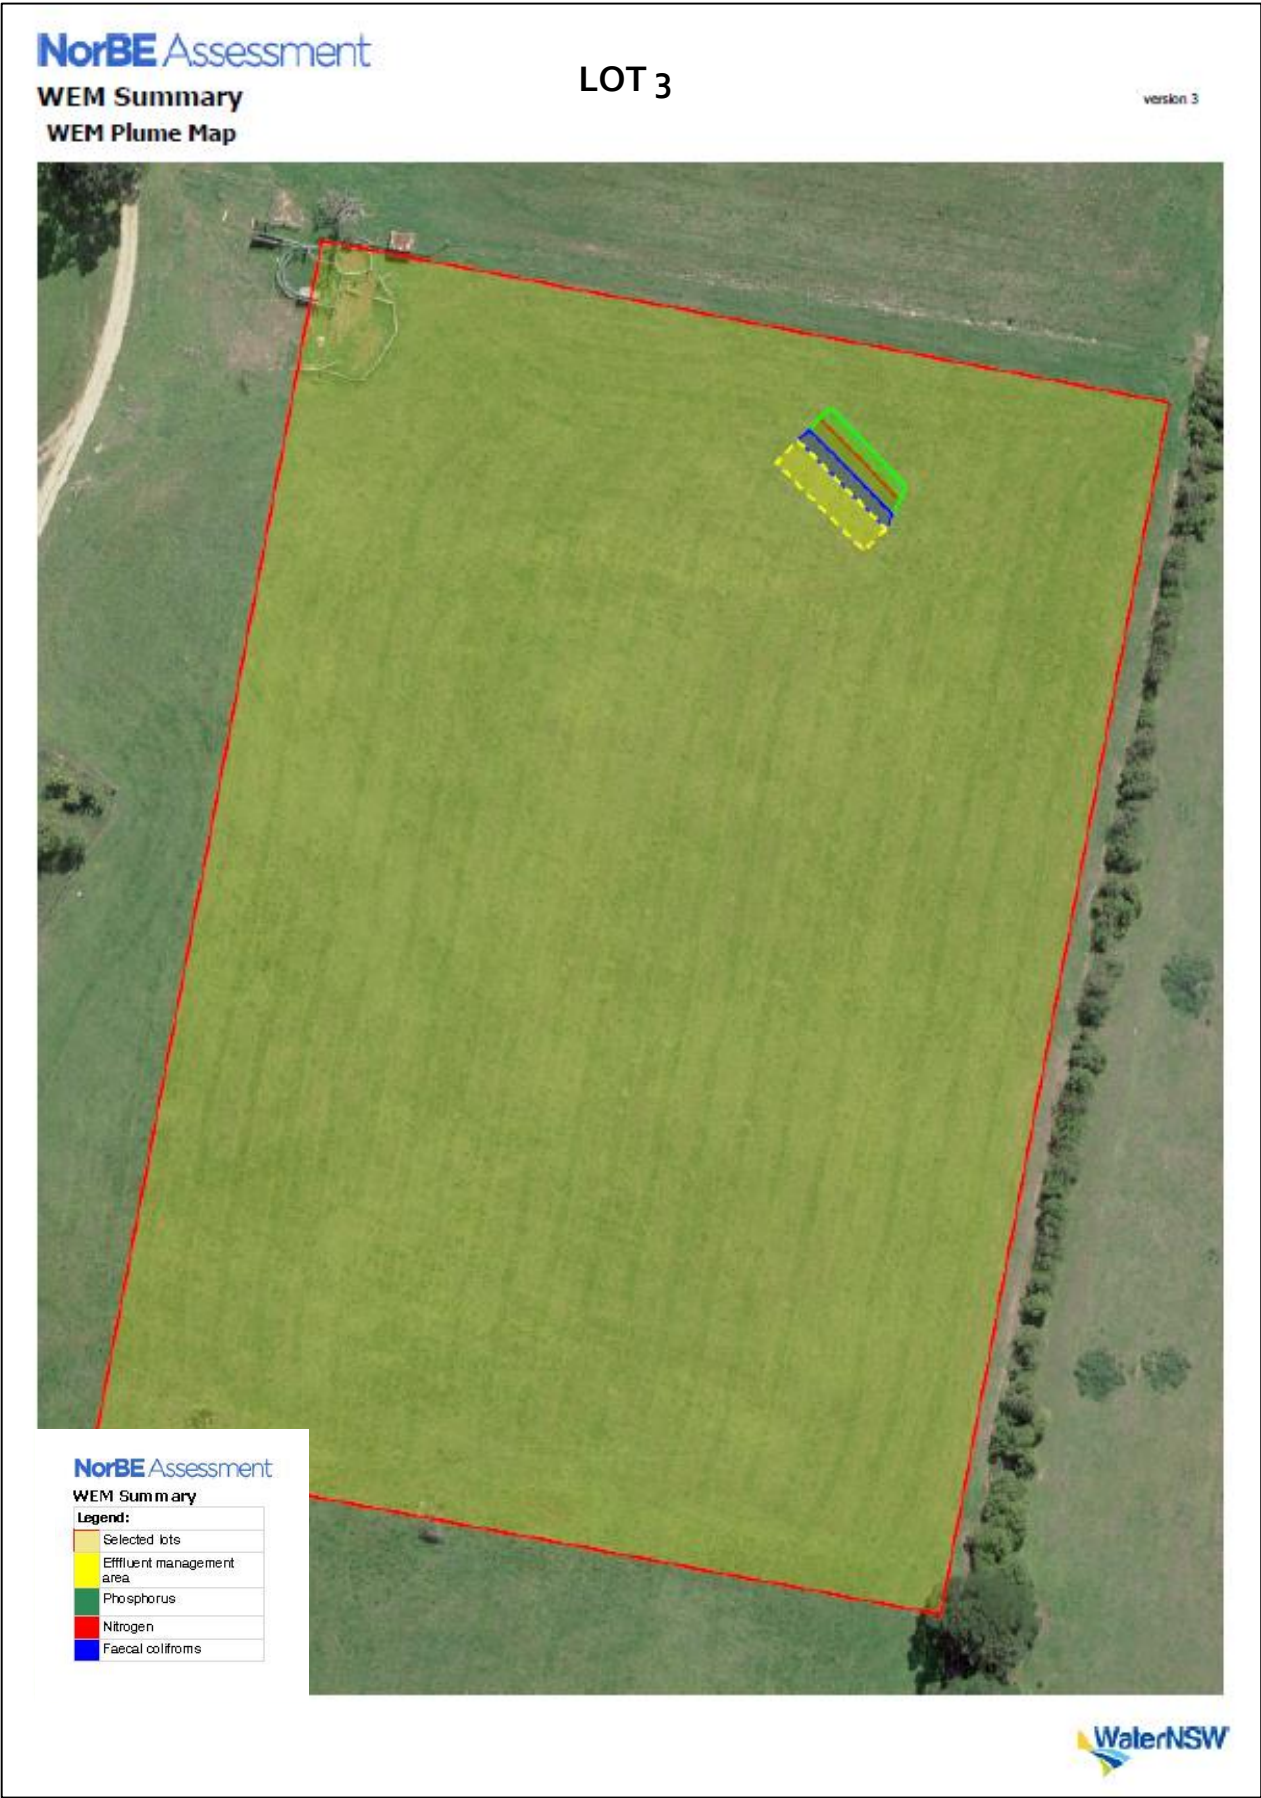 NorBE Assessment
LOT 3
WEM Summary
version 3
WEM Plume Map
NorBE Assessment
WEM Summary
Legend:
Selected lots
Efffluent management
area
Phosphorus
Nitrogen
Faecal colifroms
WaterNSW